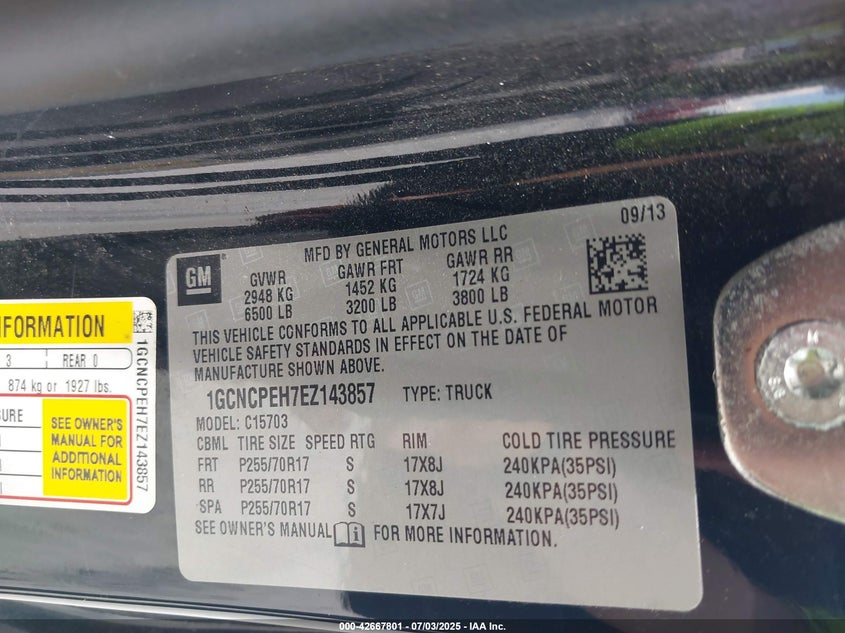 09/13
MFD BY GENERAL MOTORS LLC
GM
GVWR GAWR FRT GAWR RR
2948 KG 1452 KG 1724 KG
6500 LB 3200 LB 3800 LB
THIS VEHICLE CONFORMS TO ALL APPLICABLE U.S. FEDERAL MOTOR
VEHICLE SAFETY STANDARDS IN EFFECT ON THE DATE OF
MANUFACTURE SHOWN ABOVE.
1GCNCPEH7EZ143857 TYPE: TRUCK
MODEL: C15703
CBML TIRE SIZE SPEED RTG RIM COLD TIRE PRESSURE
FRT P255/70R17 S 17X8J 240KPA(35PSI)
RR P255/70R17 S 17X8J 240KPA(35PSI)
SPA P255/70R17 S 17X7J 240KPA(35PSI)
SEE OWNER'S MANUAL FOR MORE INFORMATION.
NFORMATION
3 REAR 0
874 kg or 1927 lbs.
SURE
SEE OWNER'S
MANUAL FOR
ADDITIONAL
INFORMATION
1GCNCPEH7EZ143857
000-42667801 - 07/03/2025 - IAA Inc.